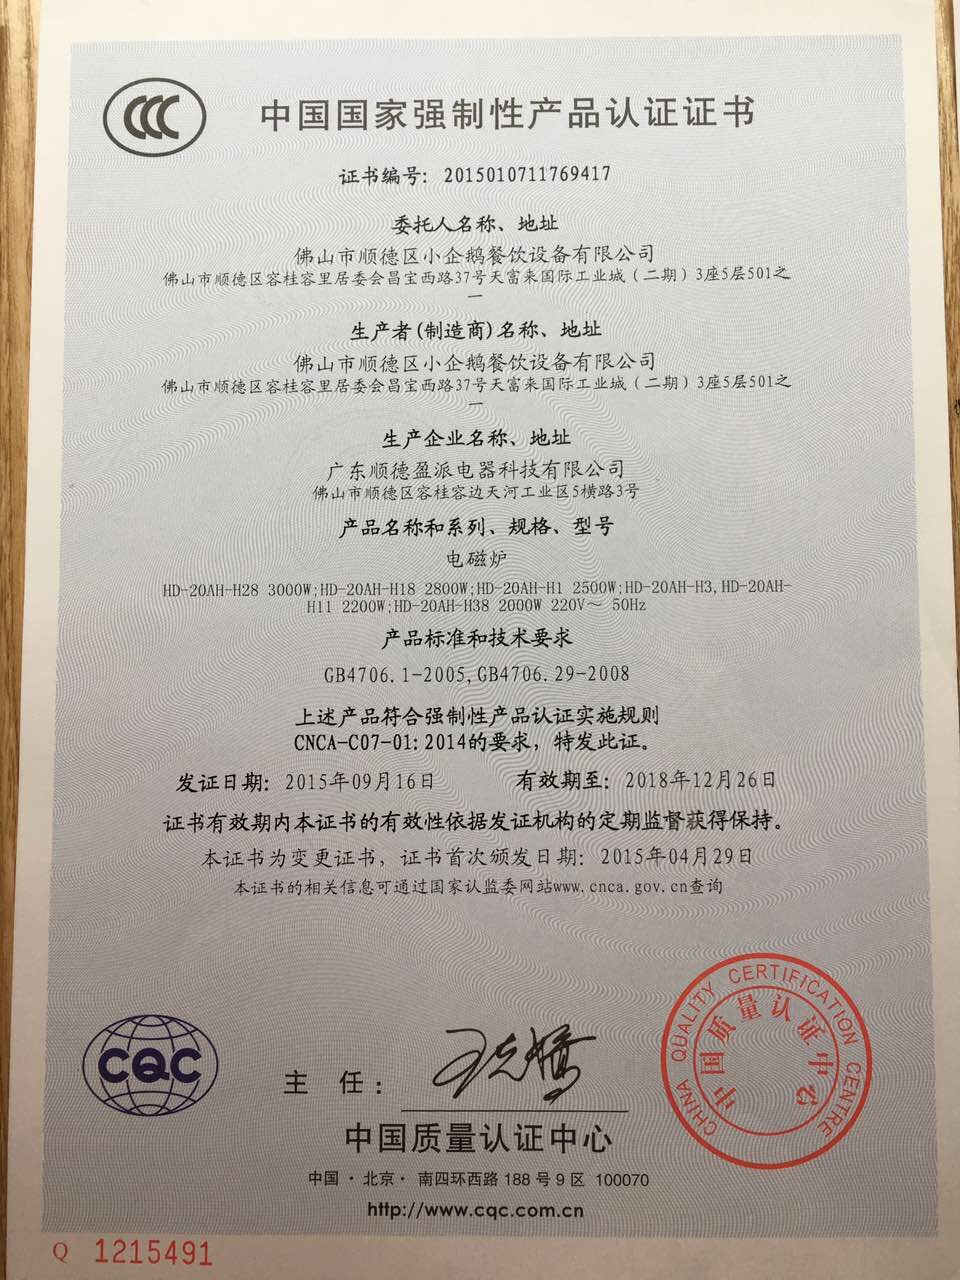 CCC
中国国家强制性产品认证证书
证书编号：2015010711769417
委托人名称、地址
佛山市顺德区小企鹅餐饮设备有限公司
佛山市顺德区容桂容里居委会昌宝西路37号天富来国际工业城（二期）3座5层501之
一
生产者(制造商)名称、地址
佛山市顺德区小企鹅餐饮设备有限公司
佛山市顺德区容桂容里居委会昌宝西路37号天富来国际工业城（二期）3座5层501之
一
生产企业名称、地址
广东顺德盈派电器科技有限公司
佛山市顺德区容桂容边天河工业区5横路3号
产品名称和系列、规格、型号
电磁炉
HD-20AH-H28 3000W;HD-20AH-H18 2800W;HD-20AH-H1 2500W;HD-20AH-H3,HD-20AH-
H11 2200W;HD-20AH-H38 2000W 220V～ 50Hz
产品标准和技术要求
GB4706.1-2005,GB4706.29-2008
上述产品符合强制性产品认证实施规则
CNCA-C07-01:2014的要求，特发此证。
发证日期：2015年09月16日 有效期至：2018年12月26日
证书有效期内本证书的有效性依据发证机构的定期监督获得保持。
本证书为变更证书，证书首次颁发日期：2015年04月29日
本证书的相关信息可通过国家认监委网站www.cnca.gov.cn查询
CQC
主 任：
CHINA QUALITY CERTIFICATION CENTRE
中国质量认证中心
中国质量认证中心
中国·北京·南四环西路188号9区 100070
http://www.cqc.com.cn
Q 1215491